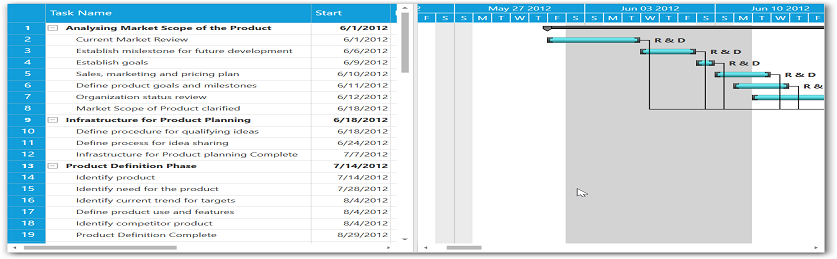 Task Name Start
1 Analysing Market Scope of the Product 6/1/2012
2 Current Market Review 6/1/2012
3 Establish mislestone for future development 6/6/2012
4 Establish goals 6/9/2012
5 Sales, marketing and pricing plan 6/10/2012
6 Define product goals and milestones 6/11/2012
7 Organization status review 6/12/2012
8 Market Scope of Product clarified 6/18/2012
9 Infrastructure for Product Planning 6/18/2012
10 Define procedure for qualifying ideas 6/18/2012
11 Define process for idea sharing 6/24/2012
12 Infrastructure for Product planning Complete 7/7/2012
13 Product Definition Phase 7/14/2012
14 Identify product 7/14/2012
15 Identify need for the product 7/28/2012
16 Identify current trend for targets 8/4/2012
17 Define product use and features 8/4/2012
18 Identify competitor product 8/4/2012
19 Product Definition Complete 8/29/2012
2 May 27 2012 Jun 03 2012 Jun 10 2012
F S S M T W T F S S M T W T F S S M T W T F
R & D
R & D
R & D
R & D
R &